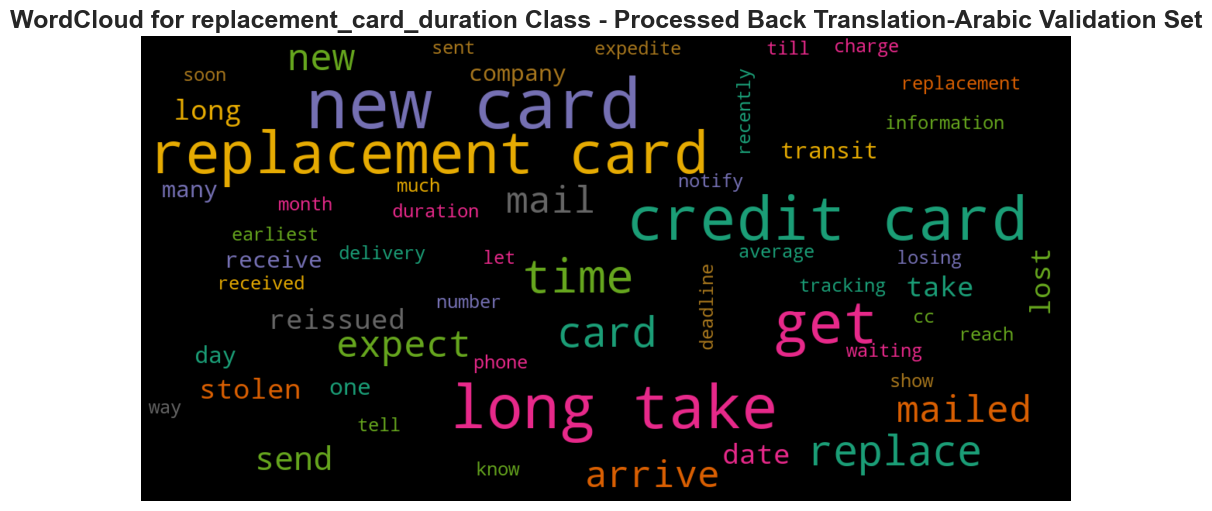 WordCloud for replacement_card_duration Class - Processed Back Translation-Arabic Validation Set
sent expedite till charge
new
soon company replacement
long new card recently information
replacement card transit
many much notify
month duration mail credit card
earliest
receive delivery let average losing
received time tracking take lost
number deadline
reissued card get cc
expect reach
day phone waiting
stolen one show
way long take mailed
tell
send know arrive date replace